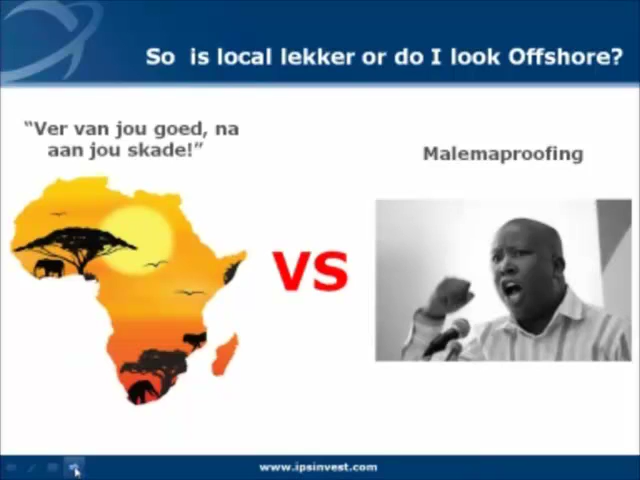 So is local lekker or do I look Offshore?
“Ver van jou goed, na
aan jou skade!”
Malemaproofing
VS
www.ipsinvest.com